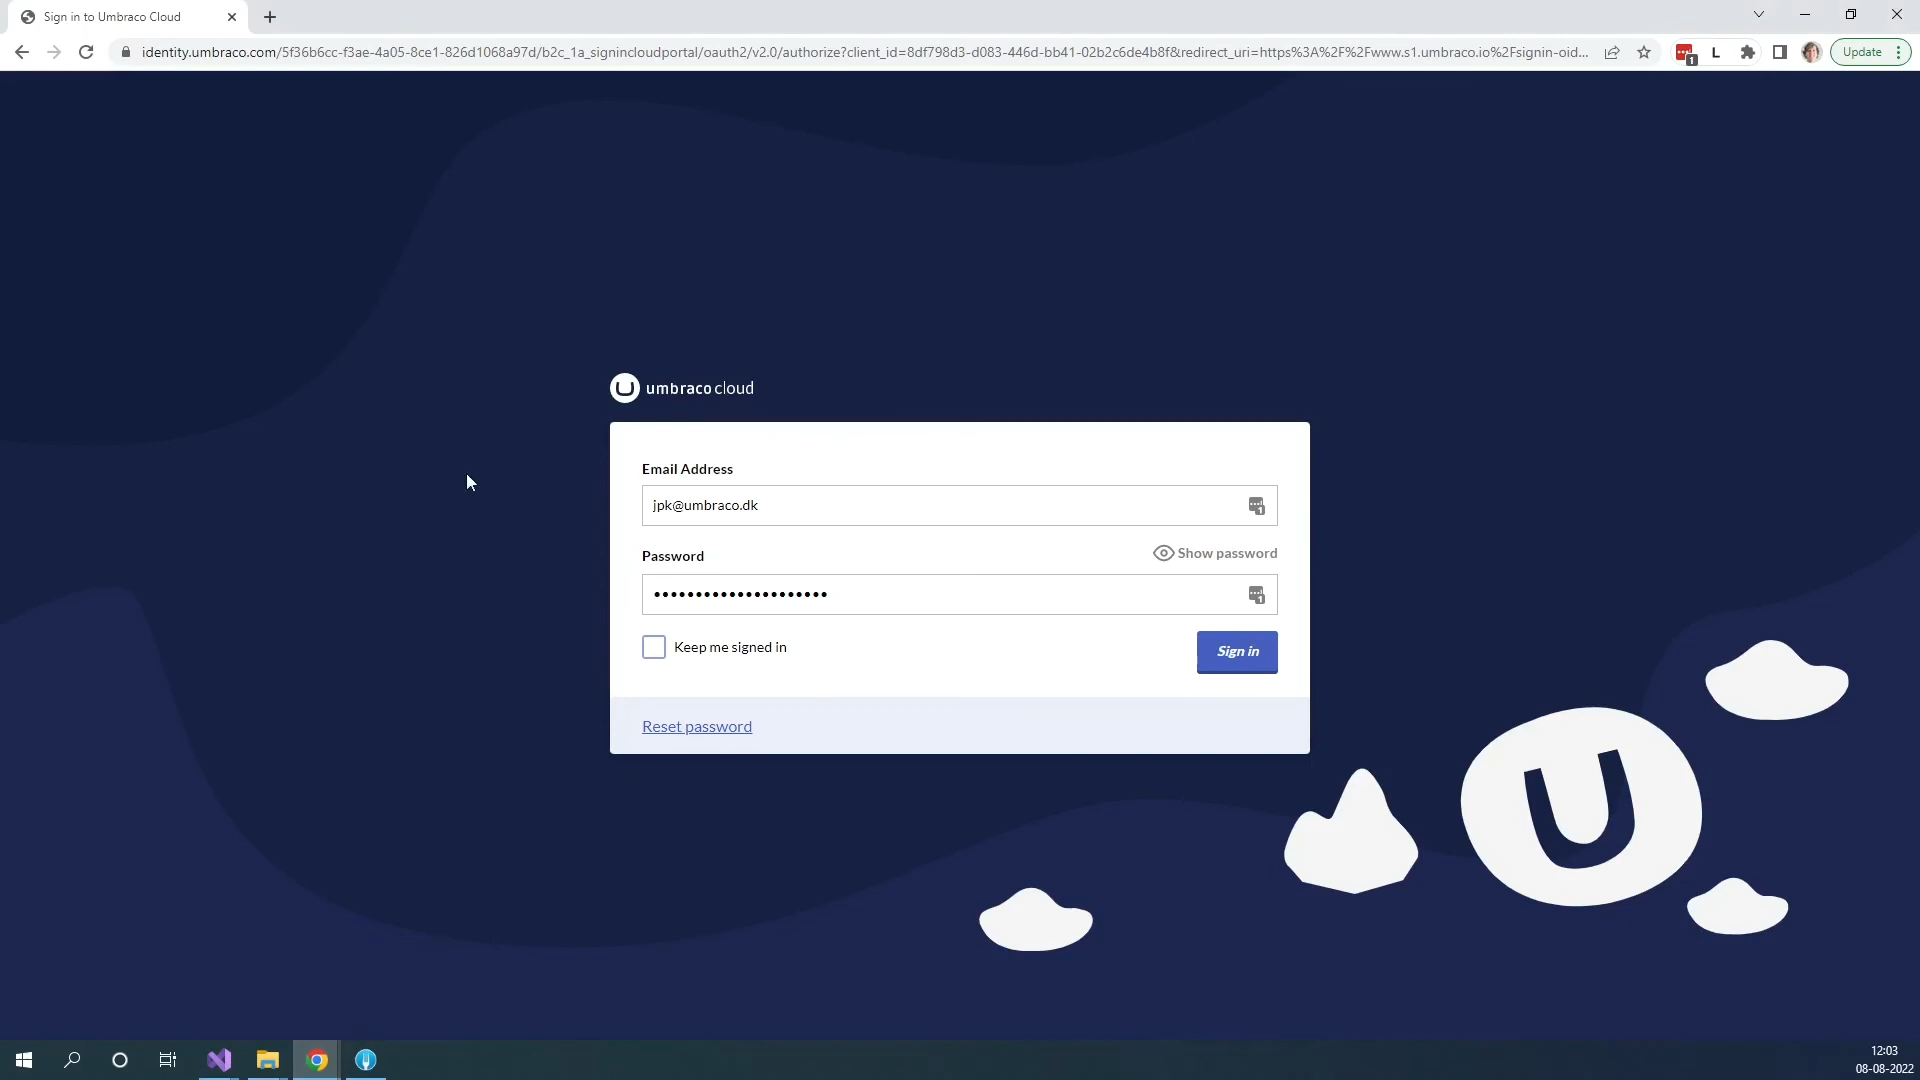 Sign in to Umbraco Cloud
identity.umbraco.com/5f36b6cc-f3ae-4a05-8ce1-826d1068a97d/b2c_1a_signincloudportal/oauth2/v2.0/authorize?client_id=8df798d3-d083-446d-bb41-02b2c6de4b8f&redirect_uri=https%3A%2F%2Fwww.s1.umbraco.io%2Fsignin-oid...
1
L
Update
umbraco cloud
Email Address
jpk@umbraco.dk
1
Password
Show password
•••••••••••••••••••••
1
Keep me signed in
Sign in
Reset password
U
12:03
08-08-2022